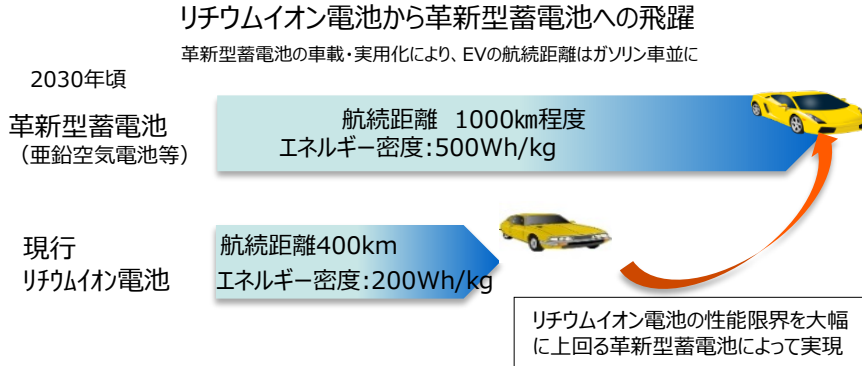 リチウムイオン電池から革新型蓄電池への飛躍
革新型蓄電池の車載・実用化により、EVの航続距離はガソリン車並に
2030年頃
革新型蓄電池
（亜鉛空気電池等）
航続距離 1000㎞程度
エネルギー密度:500Wh/kg
現行
リチウムイオン電池
航続距離400km
エネルギー密度:200Wh/kg
リチウムイオン電池の性能限界を大幅
に上回る革新型蓄電池によって実現